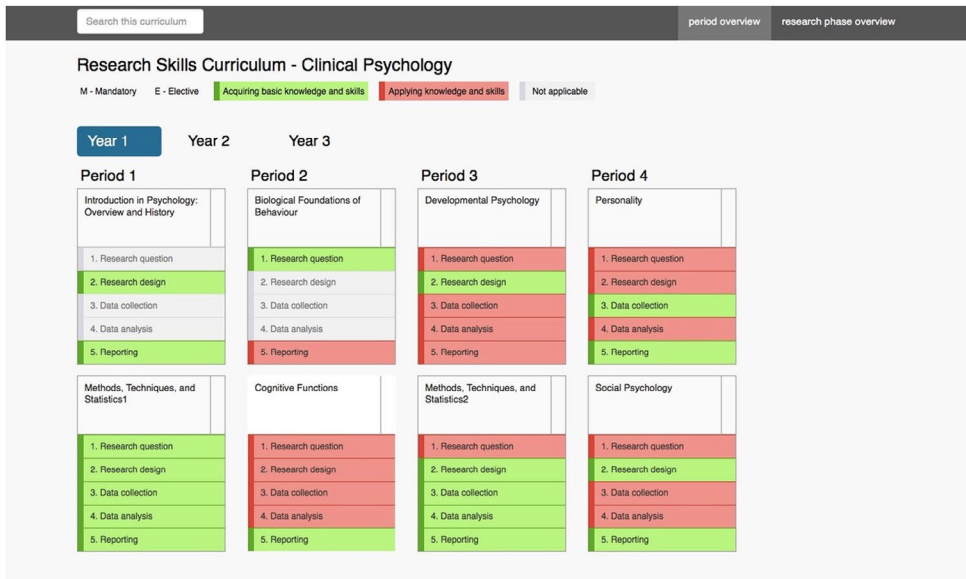 Search this curriculum
period overview
research phase overview
Research Skills Curriculum - Clinical Psychology
M - Mandatory
E - Elective
Acquiring basic knowledge and skills
Applying knowledge and skills
Not applicable
Year 1
Year 2
Year 3
Period 1
Period 2
Period 3
Period 4
Introduction in Psychology:
Overview and History
1. Research question
2. Research design
3. Data collection
4. Data analysis
5. Reporting
Biological Foundations of
Behaviour
1. Research question
2. Research design
3. Data collection
4. Data analysis
5. Reporting
Developmental Psychology
1. Research question
2. Research design
3. Data collection
4. Data analysis
5. Reporting
Personality
1. Research question
2. Research design
3. Data collection
4. Data analysis
5. Reporting
Methods, Techniques, and
Statistics1
1. Research question
2. Research design
3. Data collection
4. Data analysis
5. Reporting
Cognitive Functions
1. Research question
2. Research design
3. Data collection
4. Data analysis
5. Reporting
Methods, Techniques, and
Statistics2
1. Research question
2. Research design
3. Data collection
4. Data analysis
5. Reporting
Social Psychology
1. Research question
2. Research design
3. Data collection
4. Data analysis
5. Reporting